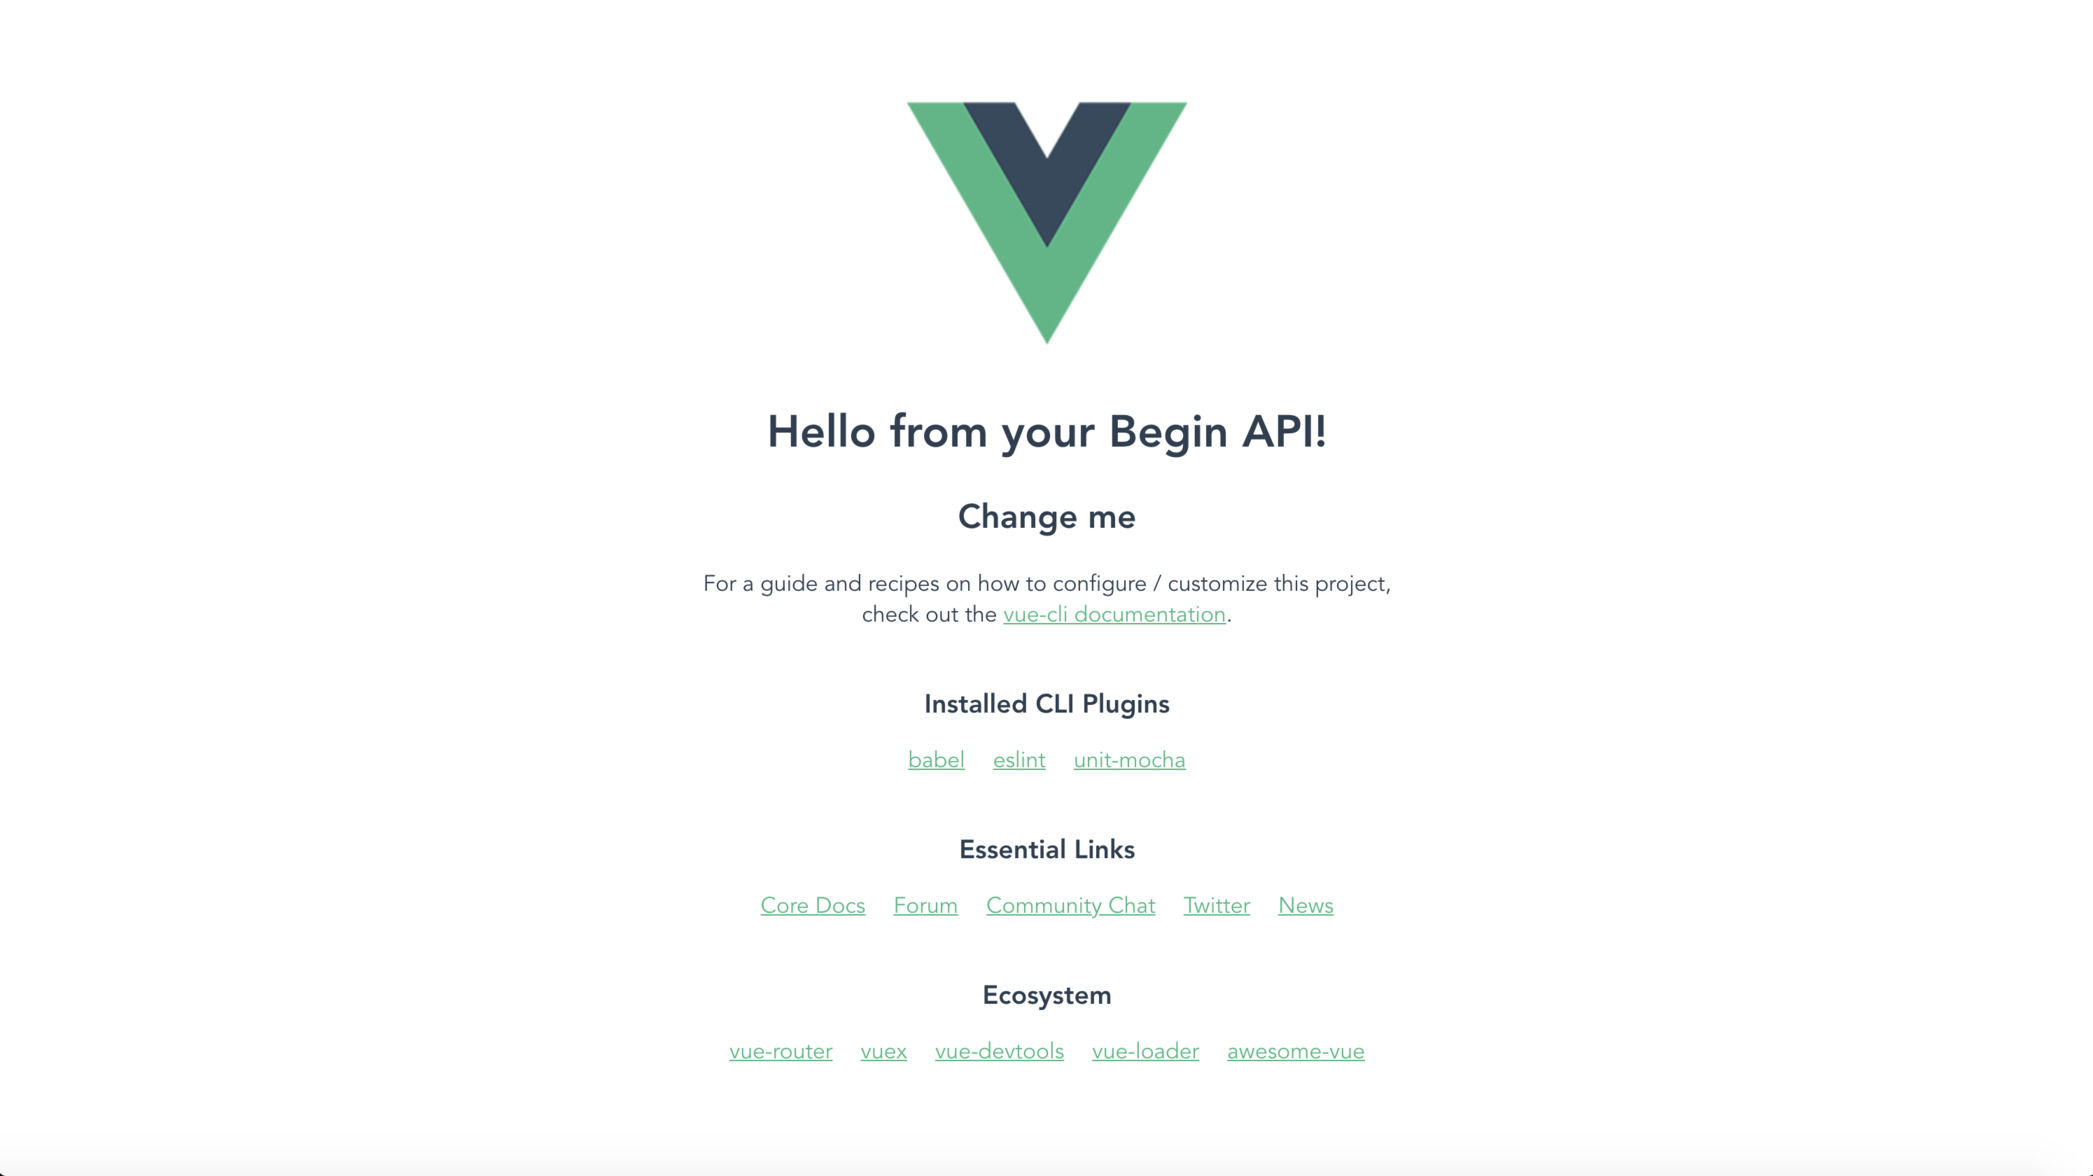 Hello from your Begin API!
Change me
For a guide and recipes on how to configure / customize this project,
check out the vue-cli documentation.
Installed CLI Plugins
babel eslint unit-mocha
Essential Links
Core Docs Forum Community Chat Twitter News
Ecosystem
vue-router vuex vue-devtools vue-loader awesome-vue